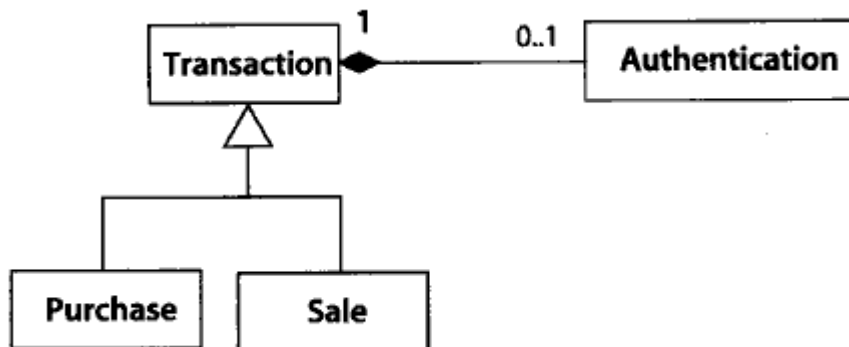 1
0..1
Transaction
Authentication
Purchase
Sale